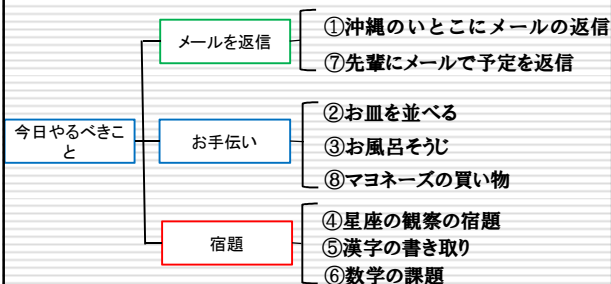 メールを返信
①沖縄のいとこにメールの返信
⑦先輩にメールで予定を返信
今日やるべきこ
と
お手伝い
②お皿を並べる
③お風呂そうじ
⑧マヨネーズの買い物
宿題
④星座の観察の宿題
⑤漢字の書き取り
⑥数学の課題